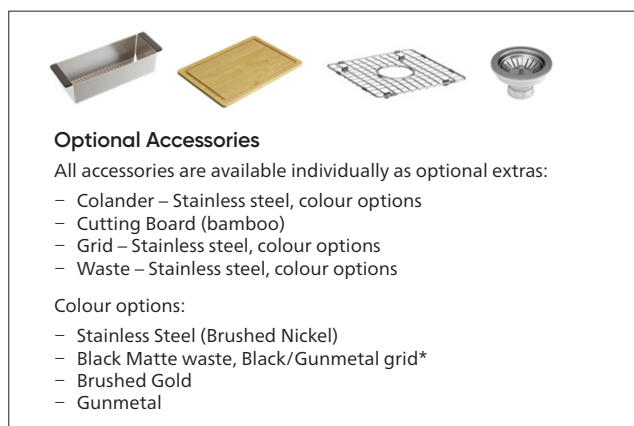 Optional Accessories
All accessories are available individually as optional extras:
– Colander – Stainless steel, colour options
– Cutting Board (bamboo)
– Grid – Stainless steel, colour options
– Waste – Stainless steel, colour options
Colour options:
– Stainless Steel (Brushed Nickel)
– Black Matte waste, Black/Gunmetal grid*
– Brushed Gold
– Gunmetal